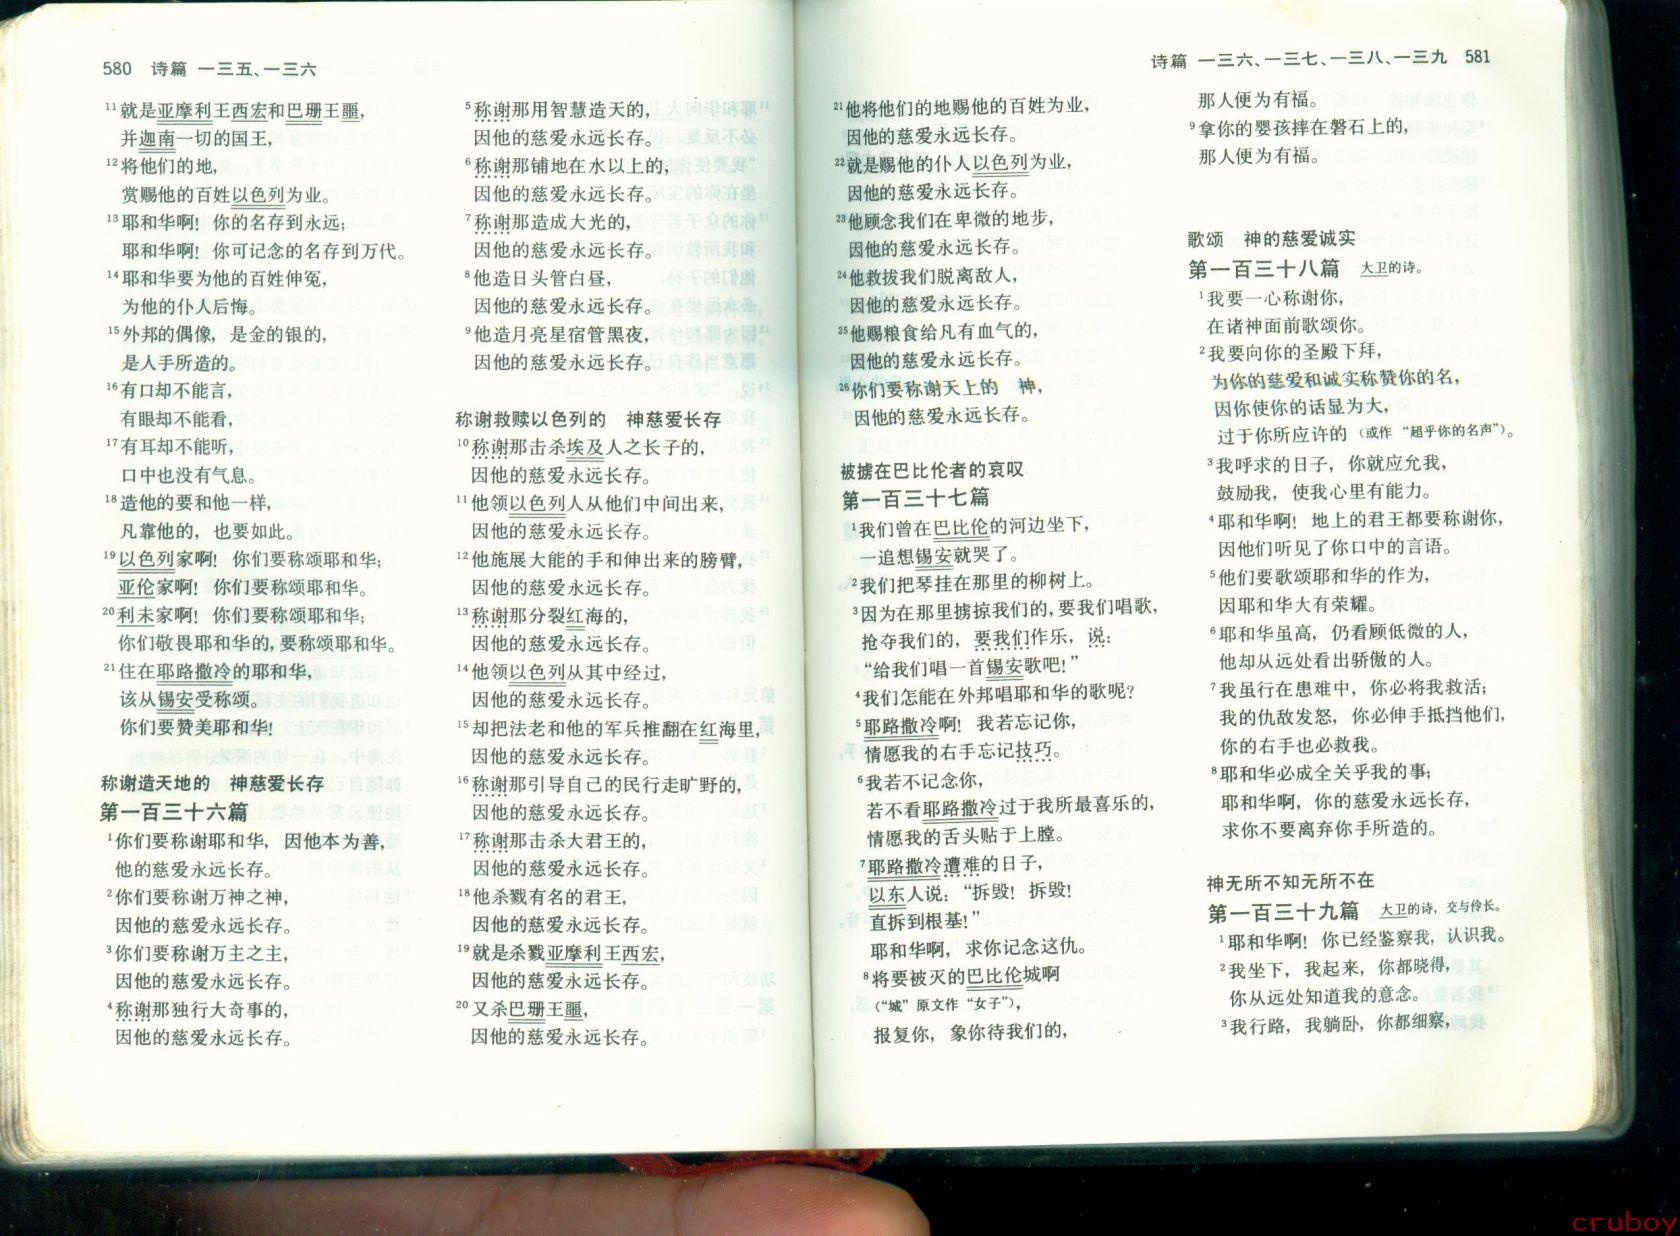 580 诗篇 一三五、一三六
11就是亚摩利王西宏和巴珊王噩,
并迦南一切的国王,
12将他们的地,
赏赐他的百姓以色列为业。
13耶和华啊! 你的名存到永远;
耶和华啊! 你可记念的名存到万代。
14耶和华要为他的百姓伸冤,
为他的仆人后悔。
15外邦的偶像, 是金的银的,
是人手所造的。
16有口却不能言,
有眼却不能看,
17有耳却不能听,
口中也没有气息。
18造他的要和他一样,
凡靠他的, 也要如此。
19以色列家啊! 你们要称颂耶和华;
亚伦家啊! 你们要称颂耶和华。
20利未家啊! 你们要称颂耶和华;
你们敬畏耶和华的, 要称颂耶和华。
21住在耶路撒冷的耶和华,
该从锡安受称颂。
你们要赞美耶和华!
称谢造天地的 神慈爱长存
第一百三十六篇
1你们要称谢耶和华, 因他本为善,
他的慈爱永远长存。
2你们要称谢万神之神,
因他的慈爱永远长存。
3你们要称谢万主之主,
因他的慈爱永远长存。
4称谢那独行大奇事的,
因他的慈爱永远长存。
5称谢那用智慧造天的,
因他的慈爱永远长存。
6称谢那铺地在水以上的,
因他的慈爱永远长存。
7称谢那造成大光的,
因他的慈爱永远长存。
8他造日头管白昼,
因他的慈爱永远长存。
9他造月亮星宿管黑夜,
因他的慈爱永远长存。
称谢救赎以色列的 神慈爱长存
10称谢那击杀埃及人之长子的,
因他的慈爱永远长存。
11他领以色列人从他们中间出来,
因他的慈爱永远长存。
12他施展大能的手和伸出来的膀臂,
因他的慈爱永远长存。
13称谢那分裂红海的,
因他的慈爱永远长存。
14他领以色列从其中经过,
因他的慈爱永远长存。
15却把法老和他的军兵推翻在红海里,
因他的慈爱永远长存。
16称谢那引导自己的民行走旷野的,
因他的慈爱永远长存。
17称谢那击杀大君王的,
因他的慈爱永远长存。
18他杀戮有名的君王,
因他的慈爱永远长存。
19就是杀戮亚摩利王西宏,
因他的慈爱永远长存。
20又杀巴珊王噩,
因他的慈爱永远长存。
诗篇 一三六、一三七、一三八、一三九 581
21他将他们的地赐他的百姓为业,
因他的慈爱永远长存。
22就是赐他的仆人以色列为业,
因他的慈爱永远长存。
23他顾念我们在卑微的地步,
因他的慈爱永远长存。
24他救拔我们脱离敌人,
因他的慈爱永远长存。
25他赐粮食给凡有血气的,
因他的慈爱永远长存。
26你们要称谢天上的 神,
因他的慈爱永远长存。
被掳在巴比伦者的哀叹
第一百三十七篇
1我们曾在巴比伦的河边坐下,
一追想锡安就哭了。
2我们把琴挂在那里的柳树上。
3因为在那里掳掠我们的, 要我们唱歌,
抢夺我们的, 要我们作乐, 说:
“给我们唱一首锡安歌吧!”
4我们怎能在外邦唱耶和华的歌呢?
5耶路撒冷啊! 我若忘记你,
情愿我的右手忘记技巧。
6我若不记念你,
若不看耶路撒冷过于我所最喜乐的,
情愿我的舌头贴于上膛。
7耶路撒冷遭难的日子,
以东人说: “拆毁! 拆毁!
直拆到根基!”
耶和华啊, 求你记念这仇。
8将要被灭的巴比伦城啊
(“城” 原文作 “女子”),
报复你, 象你待我们的,
那人便为有福。
9拿你的婴孩摔在磐石上的,
那人便为有福。
歌颂 神的慈爱诚实
第一百三十八篇 大卫的诗。
1我要一心称谢你,
在诸神面前歌颂你。
2我要向你的圣殿下拜,
为你的慈爱和诚实称赞你的名,
因你使你的话显为大,
过于你所应许的 (或作 “超乎你的名声”)。
3我呼求的日子, 你就应允我,
鼓励我, 使我心里有能力。
4耶和华啊! 地上的君王都要称谢你,
因他们听见了你口中的言语。
5他们要歌颂耶和华的作为,
因耶和华大有荣耀。
6耶和华虽高, 仍看顾低微的人,
他却从远处看出骄傲的人。
7我虽行在患难中, 你必将我救活;
我的仇敌发怒, 你必伸手抵挡他们,
你的右手也必救我。
8耶和华必成全关乎我的事;
耶和华啊, 你的慈爱永远长存,
求你不要离弃你手所造的。
神无所不知无所不在
第一百三十九篇 大卫的诗, 交与伶长。
1耶和华啊! 你已经鉴察我, 认识我。
2我坐下, 我起来, 你都晓得,
你从远处知道我的意念。
3我行路, 我躺卧, 你都细察,
cruboy